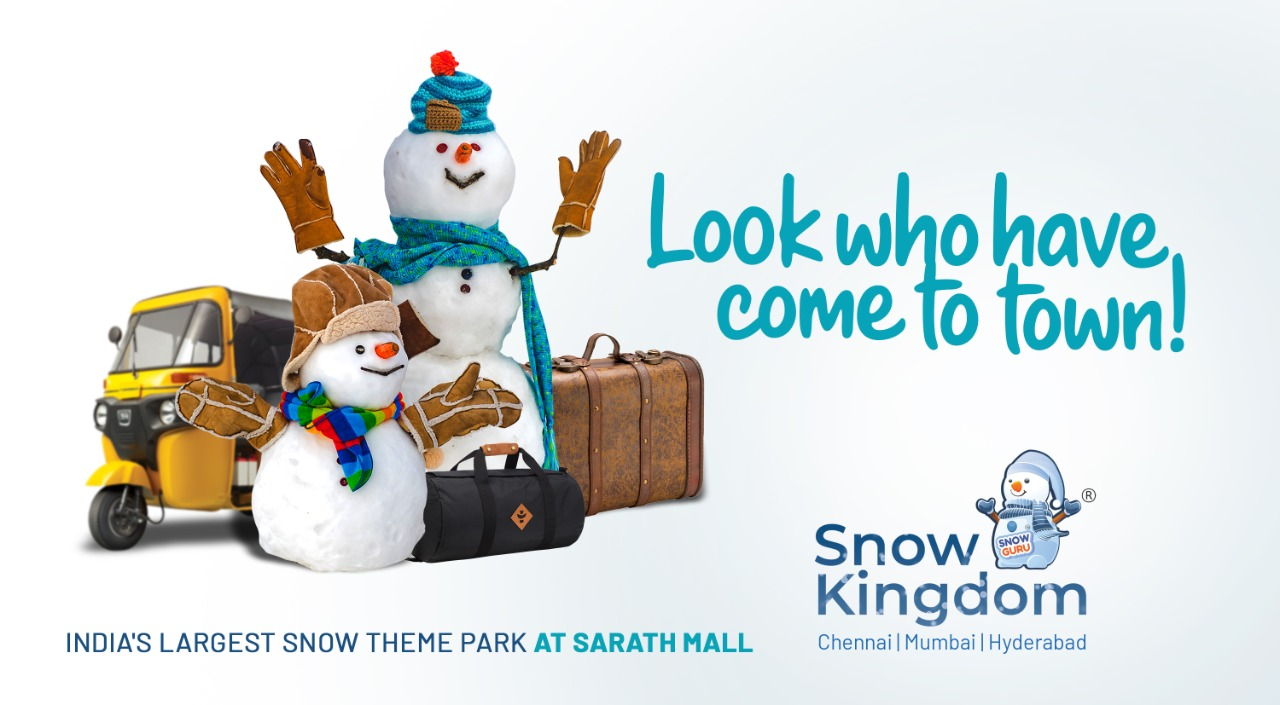 Look who have
come to town!
Snow
Kingdom
®
SNOW
GURU
Chennai | Mumbai | Hyderabad
INDIA'S LARGEST SNOW THEME PARK AT SARATH MALL